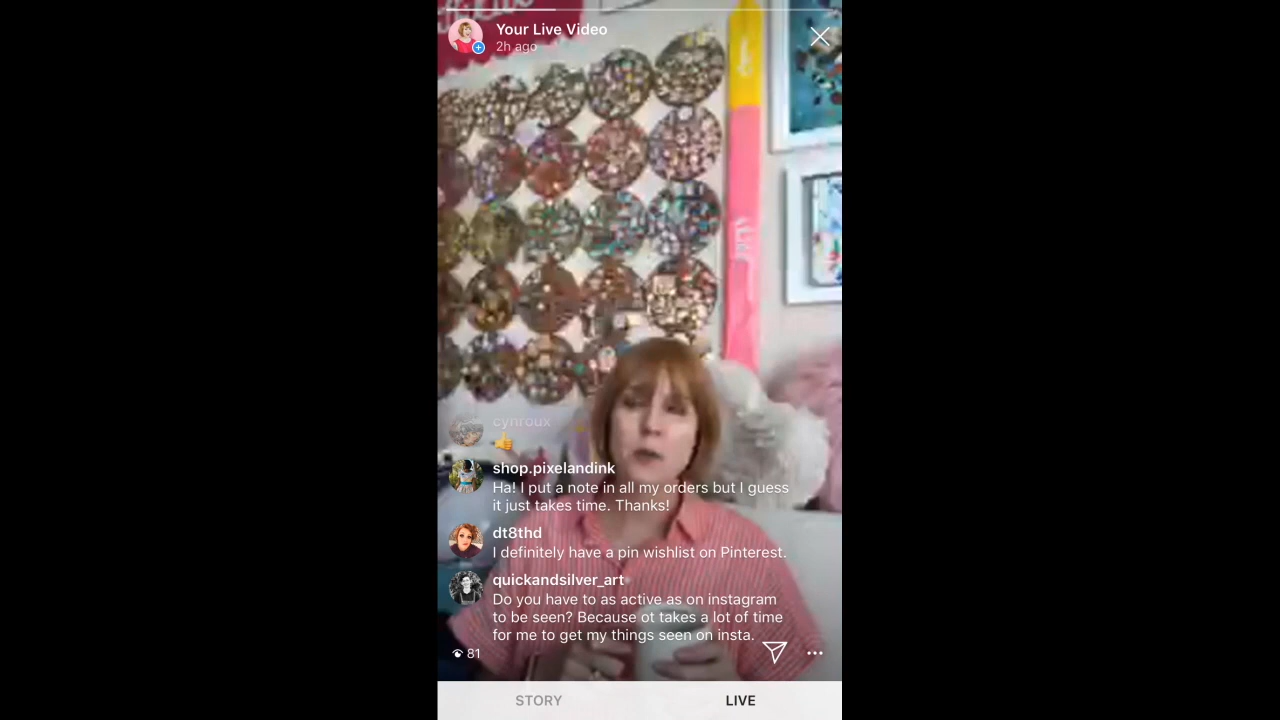 Your Live Video
2h ago
cynroux
👍
shop.pixelandink
Ha! I put a note in all my orders but I guess
it just takes time. Thanks!
dt8thd
I definitely have a pin wishlist on Pinterest.
quickandsilver_art
Do you have to as active as on instagram
to be seen? Because ot takes a lot of time
for me to get my things seen on insta.
81
STORY
LIVE